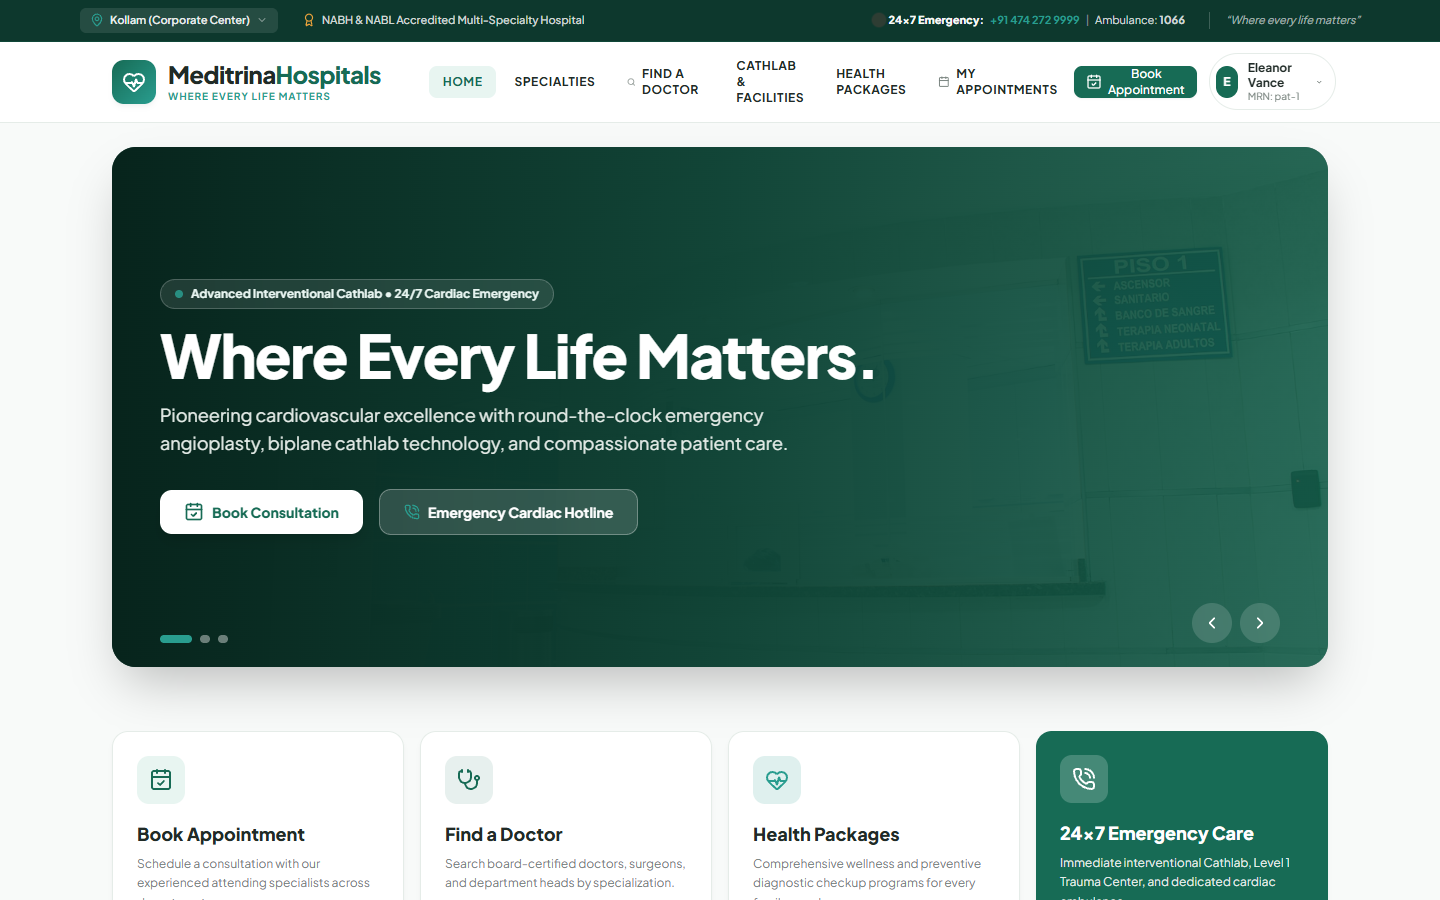 Kollam (Corporate Center)
NABH & NABL Accredited Multi-Specialty Hospital
24×7 Emergency: +91 474 272 9999 | Ambulance: 1066
"Where every life matters"
MeditrinaHospitals
WHERE EVERY LIFE MATTERS
HOME
SPECIALTIES
FIND A
DOCTOR
CATHLAB
&
FACILITIES
HEALTH
PACKAGES
MY
APPOINTMENTS
Book
Appointment
E
Eleanor
Vance
MRN: pat-1
PISO 1
ASCENSOR
SANITARIO
BANCO DE SANGRE
TERAPIA NEONATAL
TERAPIA ADULTOS
Advanced Interventional Cathlab • 24/7 Cardiac Emergency
Where Every Life Matters.
Pioneering cardiovascular excellence with round-the-clock emergency
angioplasty, biplane cathlab technology, and compassionate patient care.
Book Consultation
Emergency Cardiac Hotline
Book Appointment
Schedule a consultation with our
experienced attending specialists across
Find a Doctor
Search board-certified doctors, surgeons,
and department heads by specialization.
Health Packages
Comprehensive wellness and preventive
diagnostic checkup programs for every
24×7 Emergency Care
Immediate interventional Cathlab, Level 1
Trauma Center, and dedicated cardiac